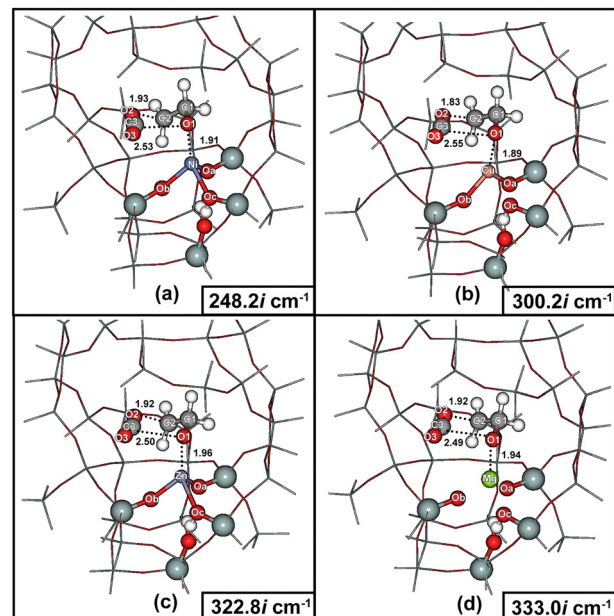 1.93
O2
C3
O3
C2
C1
O1
2.53
1.91
Ni
Oa
Ob
Oc
(a)
248.2i cm-1
1.83
O2
C3
O3
C2
C1
O1
2.55
1.89
Cu
Oa
Ob
Oc
(b)
300.2i cm-1
1.92
O2
C3
O3
C2
C1
O1
2.50
1.96
Zn
Oa
Ob
Oc
(c)
322.8i cm-1
1.92
O2
C3
O3
C2
C1
O1
2.49
1.94
Mg
Oa
Ob
Oc
(d)
333.0i cm-1